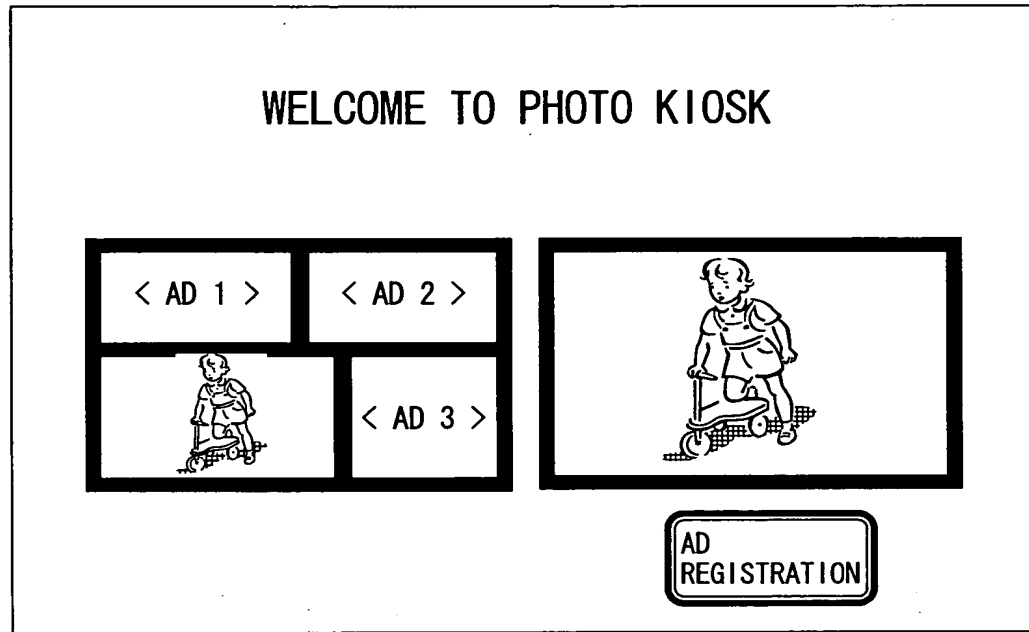 WELCOME TO PHOTO KIOSK
< AD 1 >
< AD 2 >
< AD 3 >
AD
REGISTRATION